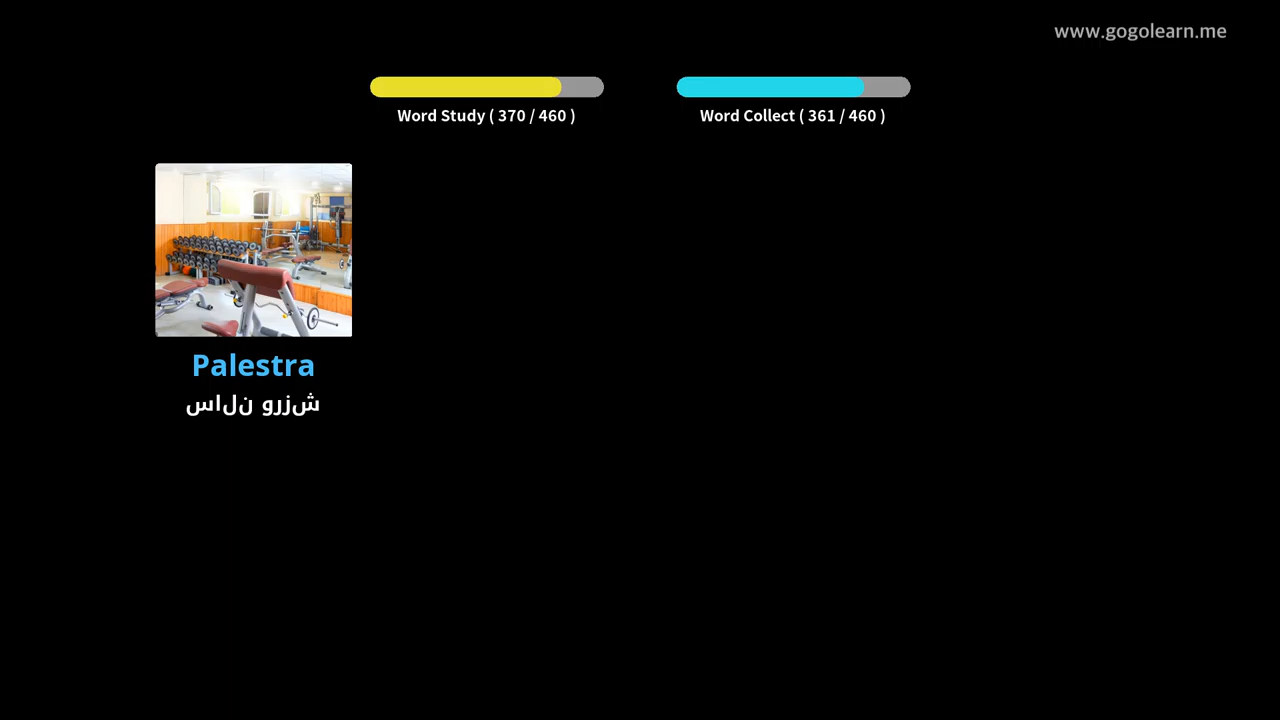 www.gogolearn.me
Word Study ( 370 / 460 )
Word Collect ( 361 / 460 )
Palestra
شزرو نلاس